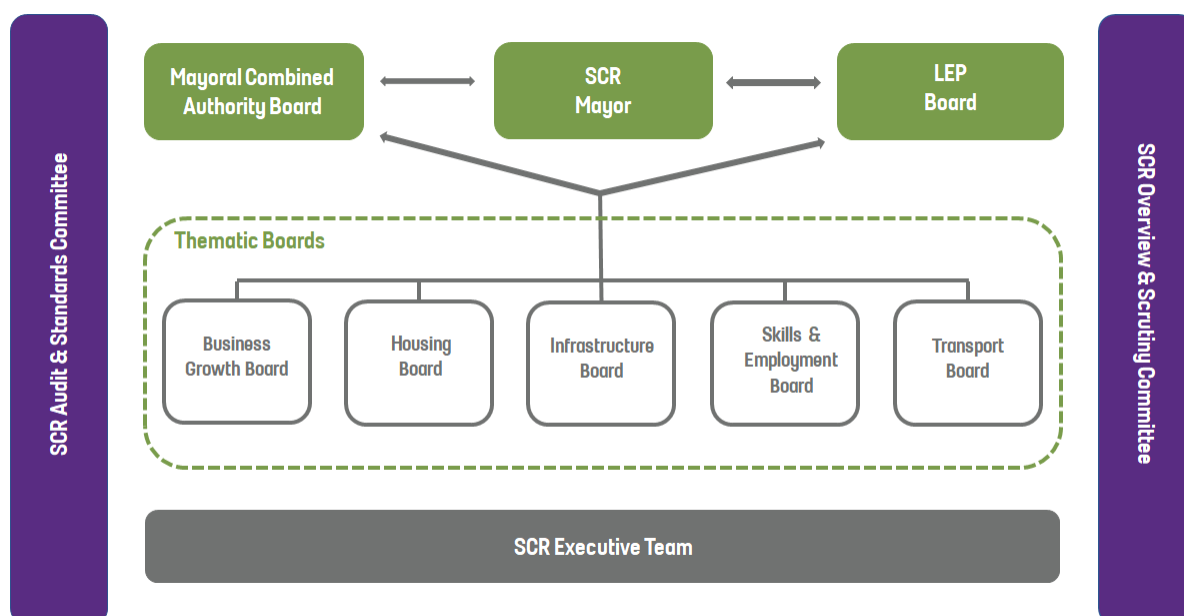 SCR Audit & Standards Committee
Mayoral Combined
Authority Board
SCR
Mayor
LEP
Board
SCR Overview & Scrutiny Committee
Thematic Boards
Business
Growth Board
Housing
Board
Infrastructure
Board
Skills &
Employment
Board
Transport
Board
SCR Executive Team